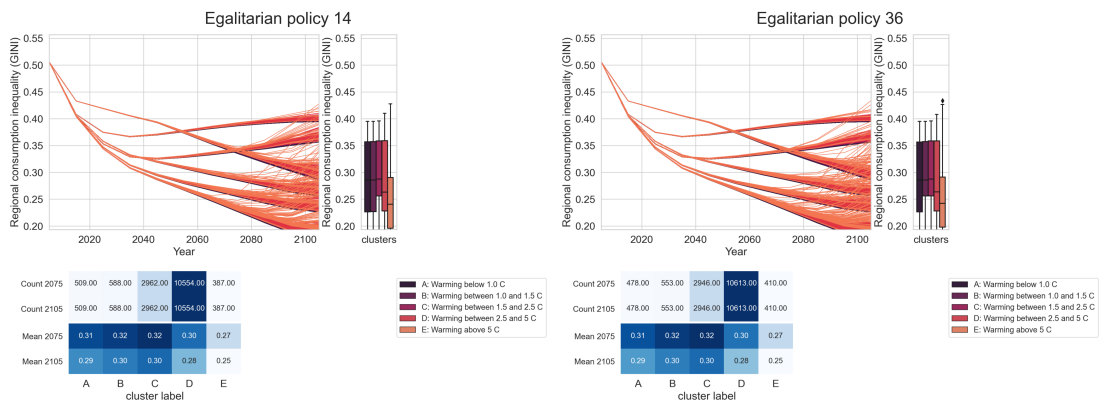 Egalitarian policy 14
Regional consumption inequality (GINI)
0.55
0.50
0.45
0.40
0.35
0.30
0.25
0.20
2020
2040
2060
2080
2100
Year
Regional consumption inequality (GINI)
0.55
0.50
0.45
0.40
0.35
0.30
0.25
0.20
clusters
Count 2075 509.00 588.00 2962.00 10554.00 387.00
Count 2105 509.00 588.00 2962.00 10554.00 387.00
Mean 2075 0.31 0.32 0.32 0.30 0.27
Mean 2105 0.29 0.30 0.30 0.28 0.25
A B C D E
cluster label
A: Warming below 1.0 C
B: Warming between 1.0 and 1.5 C
C: Warming between 1.5 and 2.5 C
D: Warming between 2.5 and 5 C
E: Warming above 5 C
Egalitarian policy 36
Regional consumption inequality (GINI)
0.55
0.50
0.45
0.40
0.35
0.30
0.25
0.20
2020
2040
2060
2080
2100
Year
Regional consumption inequality (GINI)
0.55
0.50
0.45
0.40
0.35
0.30
0.25
0.20
clusters
Count 2075 478.00 553.00 2946.00 10613.00 410.00
Count 2105 478.00 553.00 2946.00 10613.00 410.00
Mean 2075 0.31 0.32 0.32 0.30 0.27
Mean 2105 0.29 0.30 0.30 0.28 0.25
A B C D E
cluster label
A: Warming below 1.0 C
B: Warming between 1.0 and 1.5 C
C: Warming between 1.5 and 2.5 C
D: Warming between 2.5 and 5 C
E: Warming above 5 C